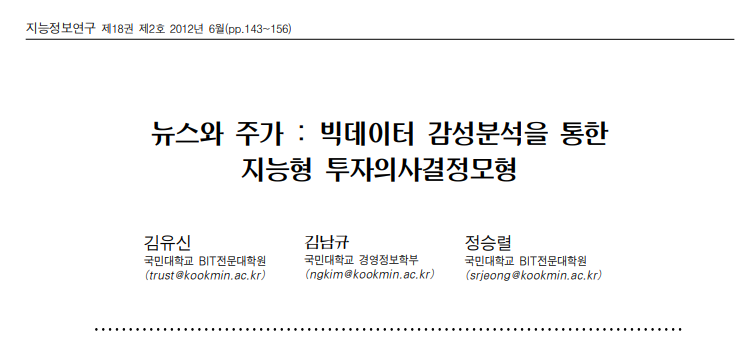 지능정보연구 제18권 제2호 2012년 6월(pp.143~156)
뉴스와 주가 : 빅데이터 감성분석을 통한
지능형 투자의사결정모형
김유신 김남규 정승렬
국민대학교 BIT전문대학원 국민대학교 경영정보학부 국민대학교 BIT전문대학원
(trust@kookmin.ac.kr) (ngkim@kookmin.ac.kr) (srjeong@kookmin.ac.kr)